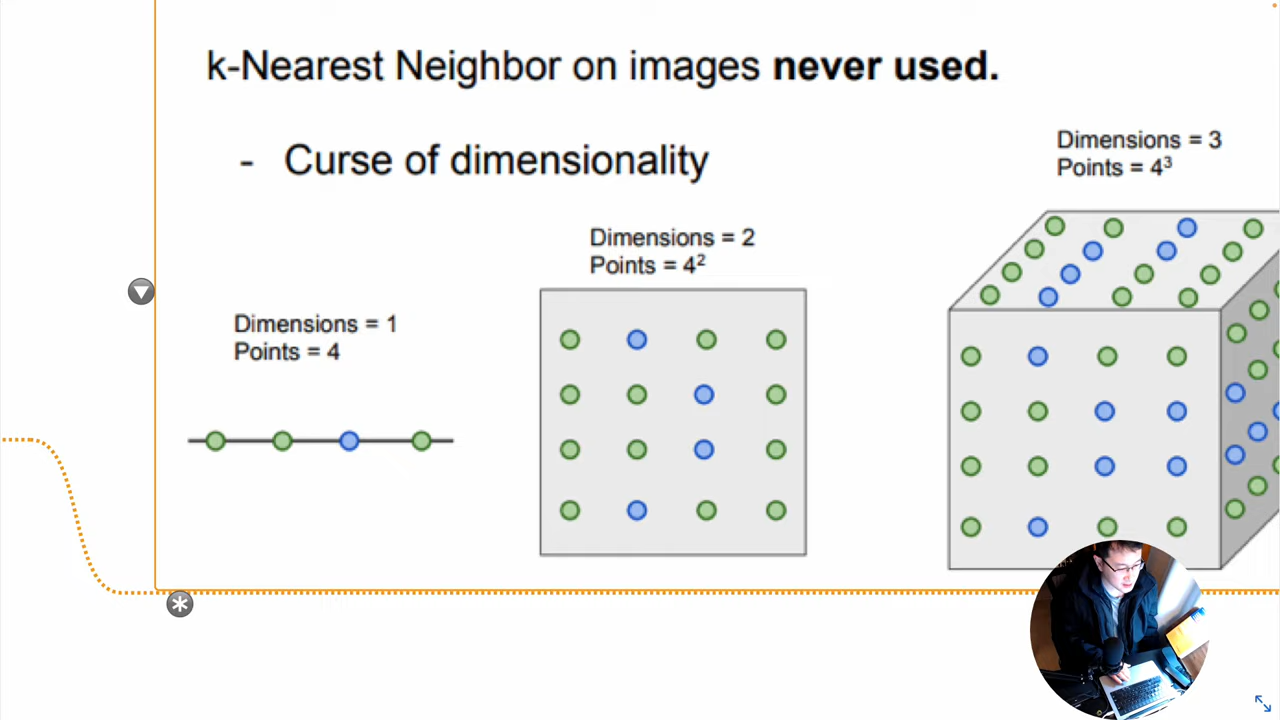 k-Nearest Neighbor on images never used.
- Curse of dimensionality
Dimensions = 3
Points = 4³
Dimensions = 2
Points = 4²
Dimensions = 1
Points = 4